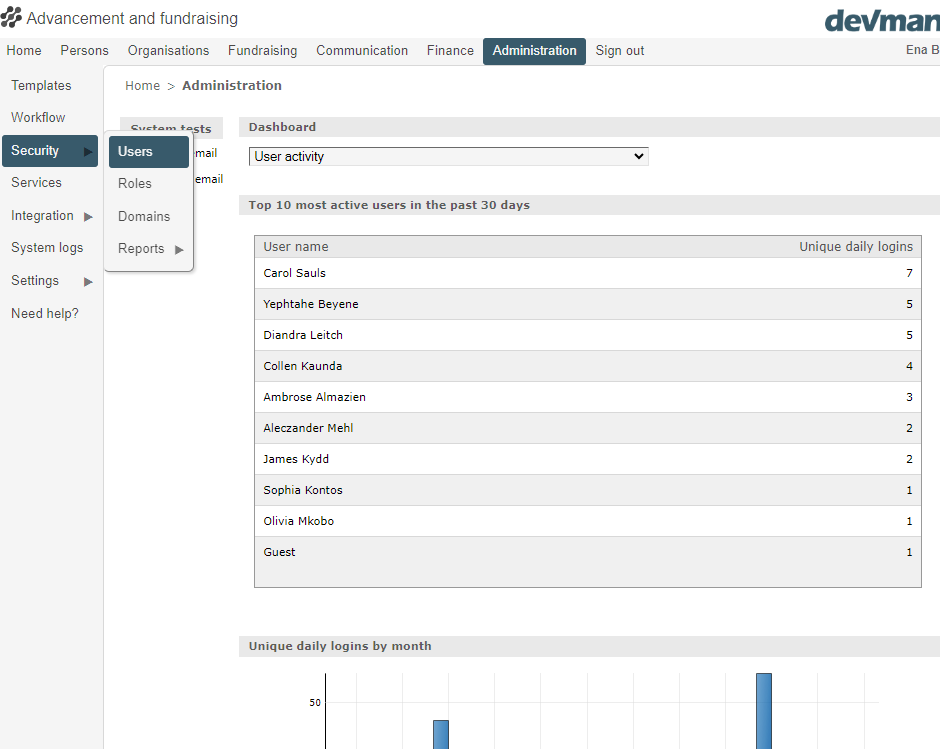 Advancement and fundraising
devman
Home Persons Organisations Fundraising Communication Finance Administration Sign out Ena B
Templates
Workflow
Security
Services
Integration
System logs
Settings
Need help?
Home > Administration
System tests
mail
email
Users
Roles
Domains
Reports
Dashboard
User activity
Top 10 most active users in the past 30 days
User name Unique daily logins
Carol Sauls 7
Yephtahe Beyene 5
Diandra Leitch 5
Collen Kaunda 4
Ambrose Almazien 3
Aleczander Mehl 2
James Kydd 2
Sophia Kontos 1
Olivia Mkobo 1
Guest 1
Unique daily logins by month
50